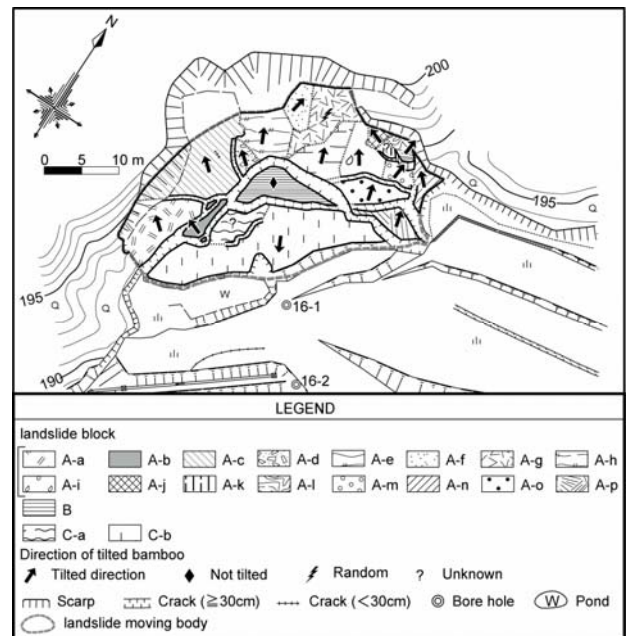 N
200
0 5 10 m
195
195
190
W
16-1
16-2
?
LEGEND
landslide block
A-a A-b A-c A-d A-e A-f A-g A-h
A-i A-j A-k A-l A-m A-n A-o A-p
B
C-a C-b
Direction of tilted bamboo
Tilted direction Not tilted Random ? Unknown
Scarp Crack (≧30cm) Crack (<30cm) Bore hole W Pond
landslide moving body